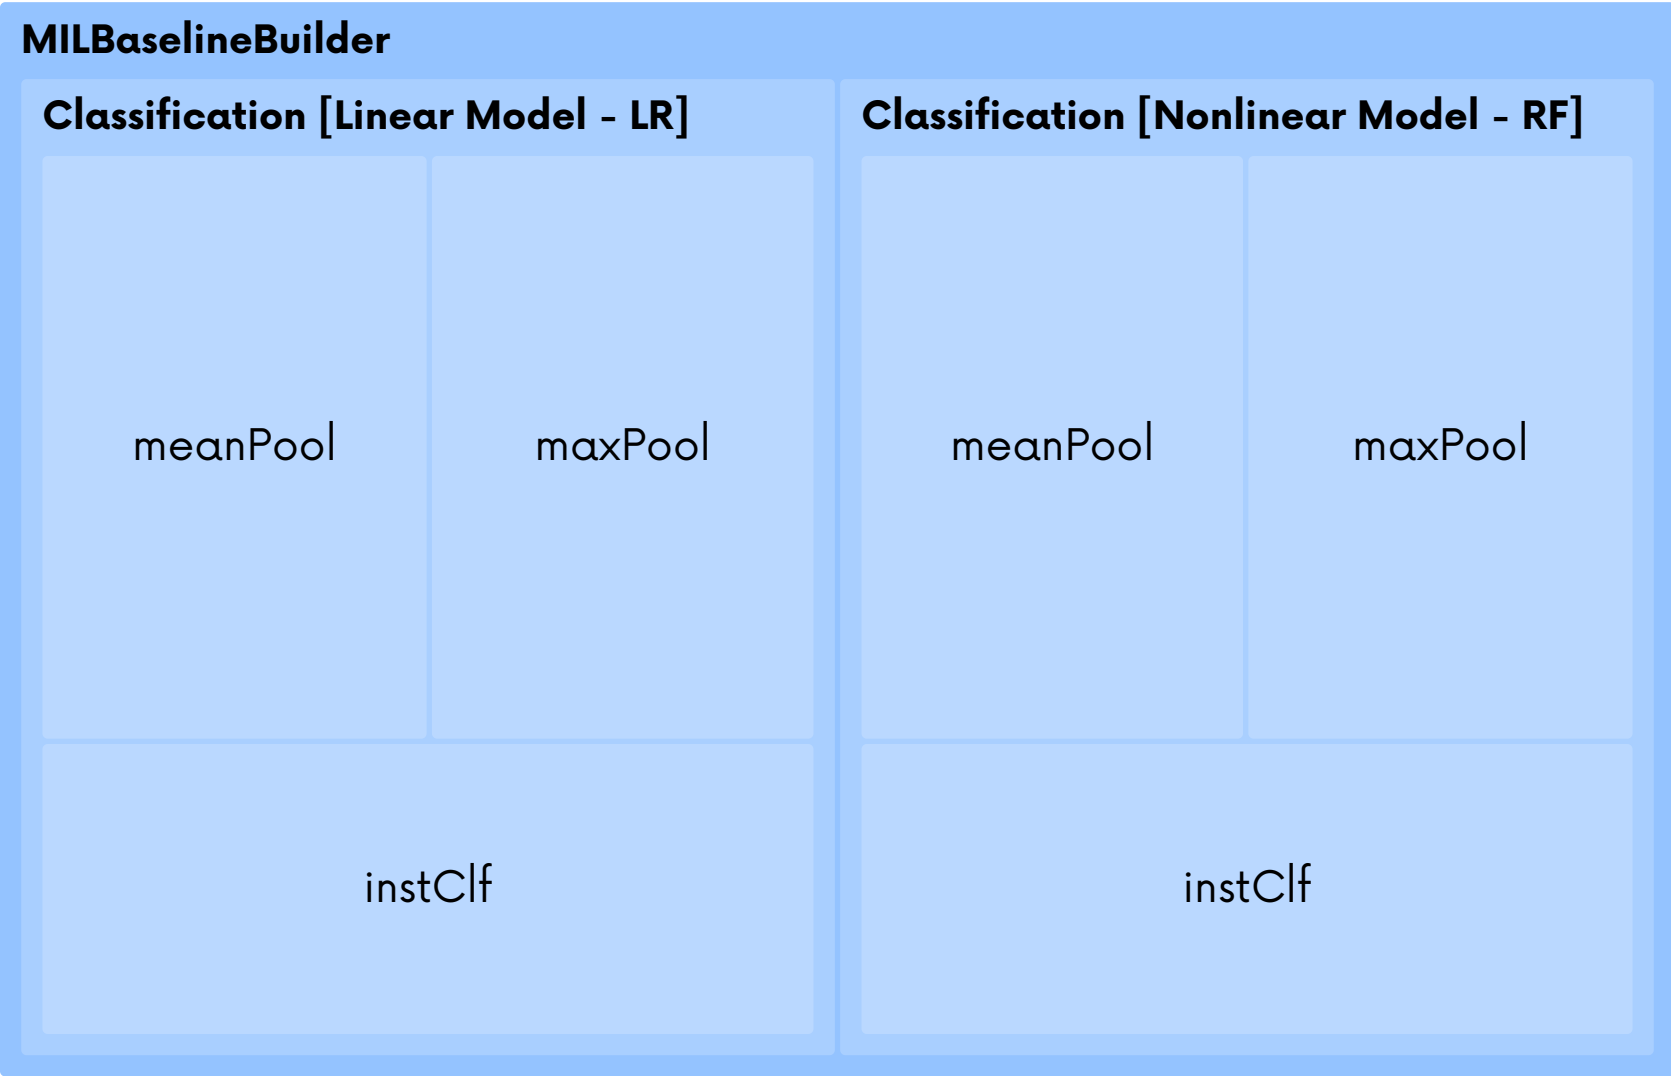 MILBaselineBuilder
Classification [Linear Model - LR]
meanPool
maxPool
instClf
Classification [Nonlinear Model - RF]
meanPool
maxPool
instClf